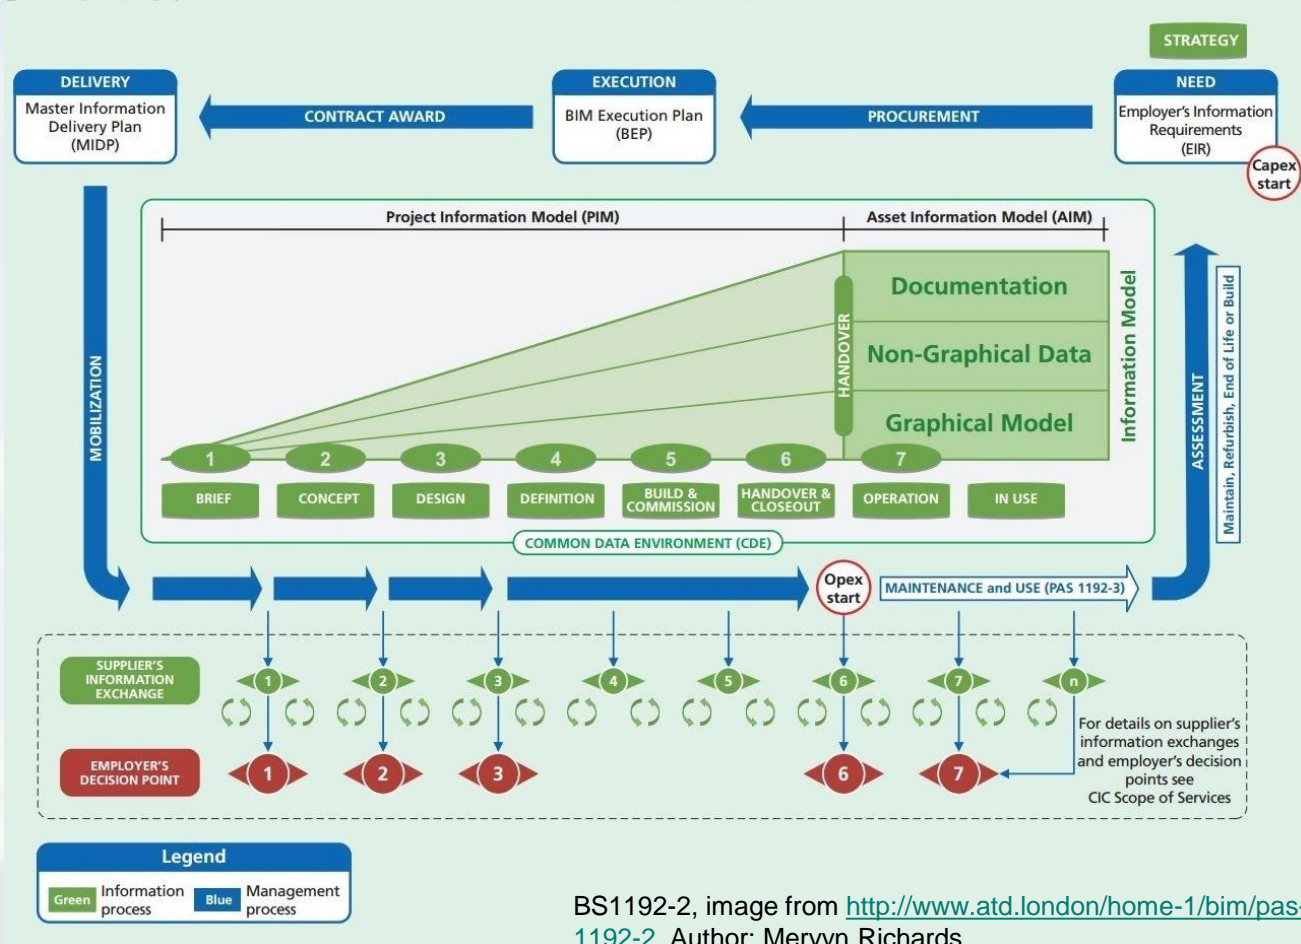 STRATEGY
DELIVERY
Master Information
Delivery Plan
(MIDP)
CONTRACT AWARD
EXECUTION
BIM Execution Plan
(BEP)
PROCUREMENT
NEED
Employer's Information
Requirements
(EIR)
Capex
start
Project Information Model (PIM)
Asset Information Model (AIM)
MOBILIZATION
Documentation
Non-Graphical Data
Graphical Model
HANDOVER
Information Model
ASSESSMENT
Maintain, Refurbish, End of Life or Build
1 2 3 4 5 6 7
BRIEF
CONCEPT
DESIGN
DEFINITION
BUILD &
COMMISSION
HANDOVER &
CLOSEOUT
OPERATION
IN USE
COMMON DATA ENVIRONMENT (CDE)
Opex
start
MAINTENANCE and USE (PAS 1192-3)
SUPPLIER'S
INFORMATION
EXCHANGE
1 2 3 4 5 6 7 n
EMPLOYER'S
DECISION POINT
1 2 3 6 7
For details on supplier's
information exchanges
and employer's decision
points see
CIC Scope of Services
Legend
Green Information
process
Blue Management
process
BS1192-2, image from http://www.atd.london/home-1/bim/pas-
1192-2 Author: Mervyn Richards